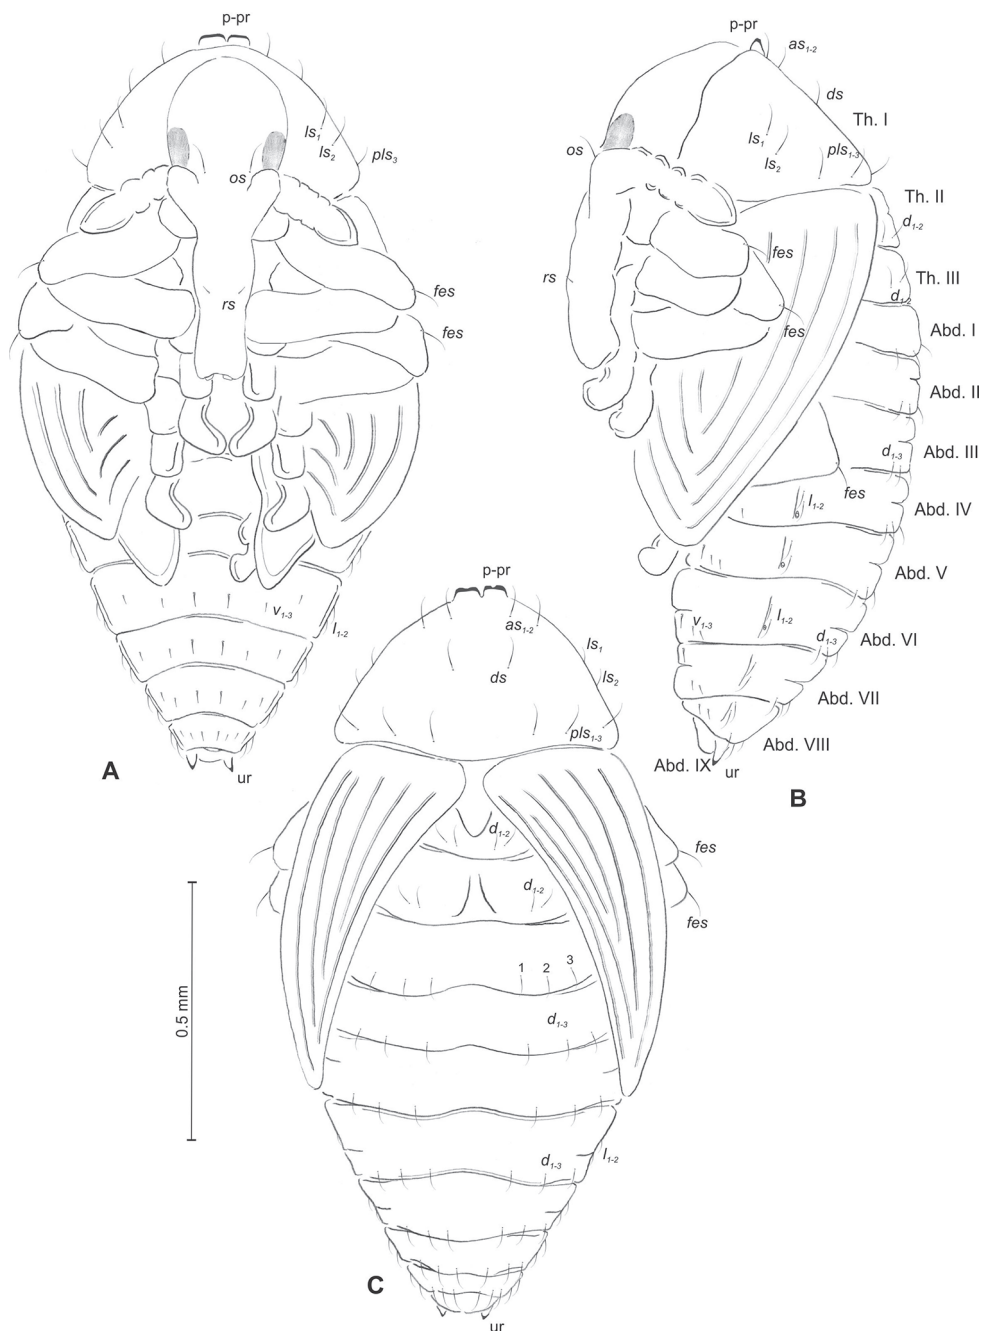 p-pr
ls1
ls2
pls3
os
fes
rs
fes
v1-3
l1-2
ur
A
p-pr
as1-2
ds
Th. I
ls1
ls2
pls1-3
os
Th. II
d1-2
fes
Th. III
rs
d1-2
fes
Abd. I
Abd. II
d1-3
Abd. III
fes
l1-2
Abd. IV
Abd. V
v1-3
l1-2
d1-3
Abd. VI
Abd. VII
Abd. VIII
Abd. IX
ur
B
p-pr
as1-2
ls1
ds
ls2
pls1-3
d1-2
fes
d1-2
fes
1 2 3
d1-3
0.5 mm
d1-3
l1-2
C
ur